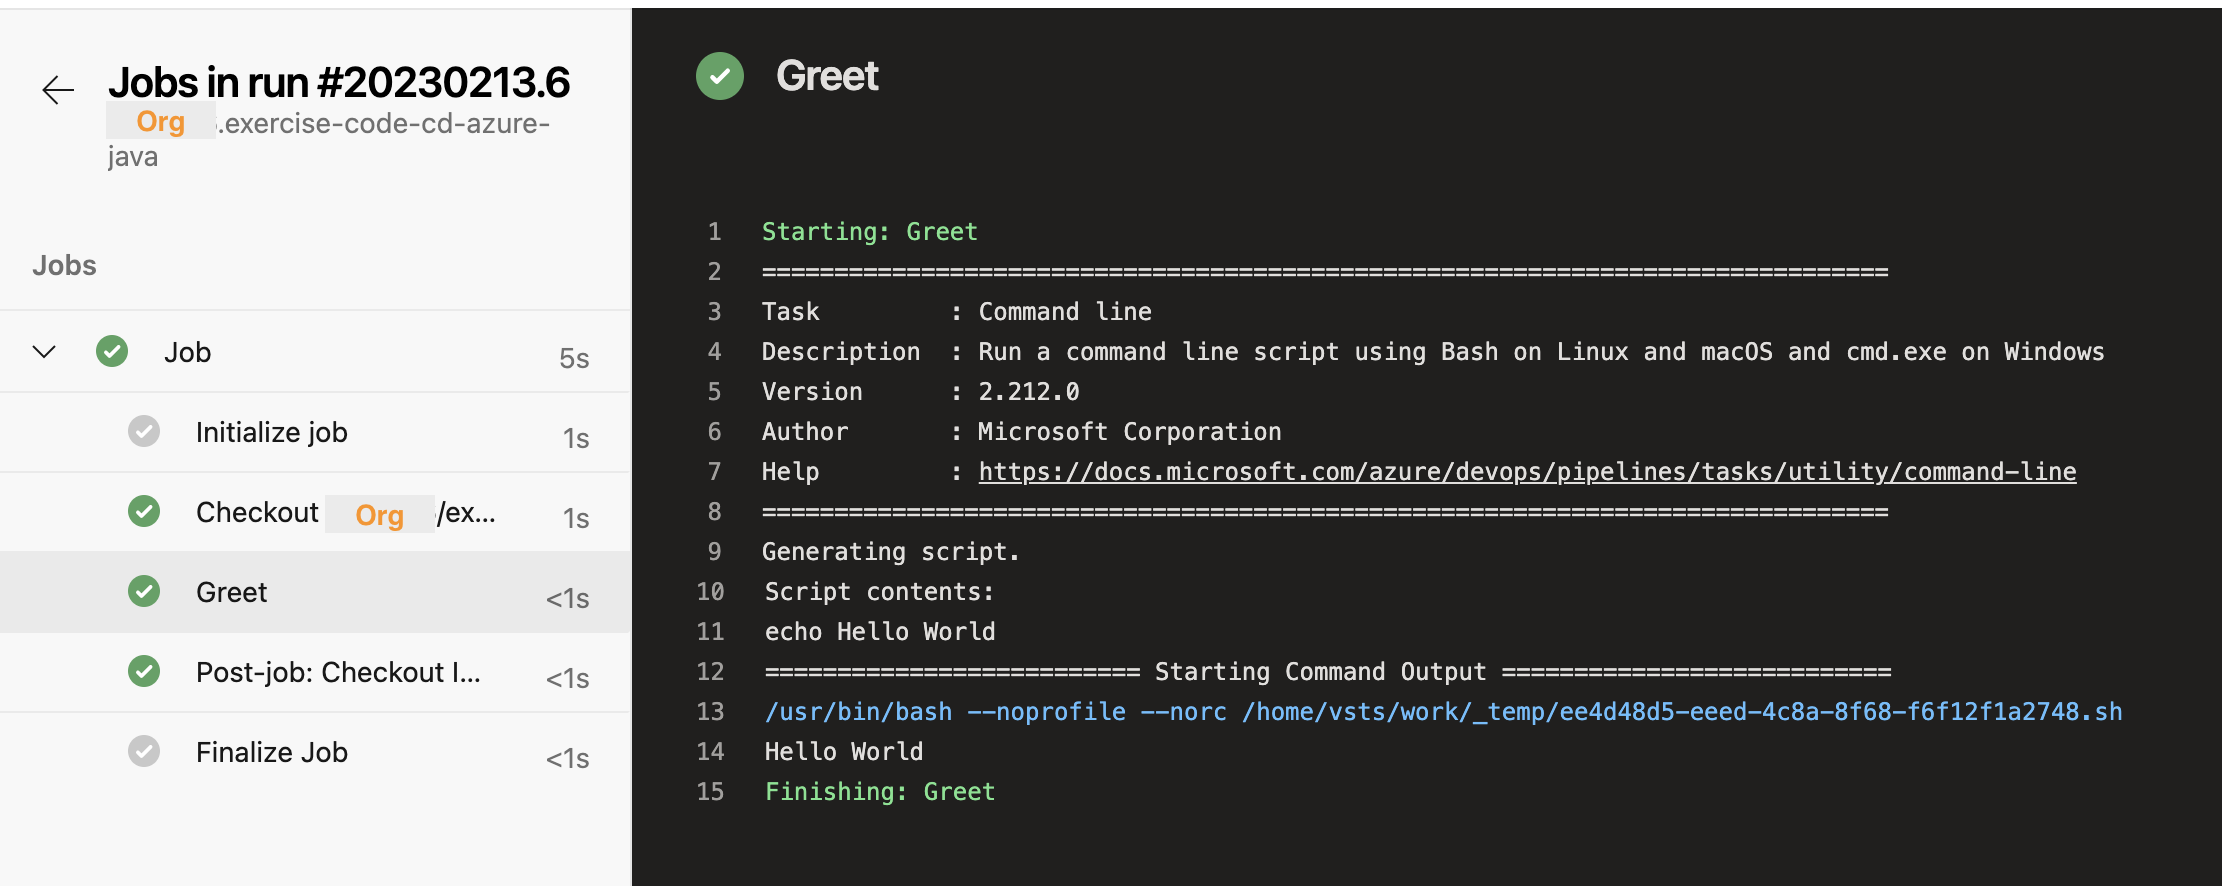 Jobs in run #20230213.6
Org .exercise-code-cd-azure-
java
Jobs
Job 5s
Initialize job 1s
Checkout Org /ex... 1s
Greet <1s
Post-job: Checkout I... <1s
Finalize Job <1s
Greet
1 Starting: Greet
2 ==============================================================================
3 Task : Command line
4 Description : Run a command line script using Bash on Linux and macOS and cmd.exe on Windows
5 Version : 2.212.0
6 Author : Microsoft Corporation
7 Help : https://docs.microsoft.com/azure/devops/pipelines/tasks/utility/command-line
8 ==============================================================================
9 Generating script.
10 Script contents:
11 echo Hello World
12 ========================== Starting Command Output ===========================
13 /usr/bin/bash --noprofile --norc /home/vsts/work/_temp/ee4d48d5-eeed-4c8a-8f68-f6f12f1a2748.sh
14 Hello World
15 Finishing: Greet